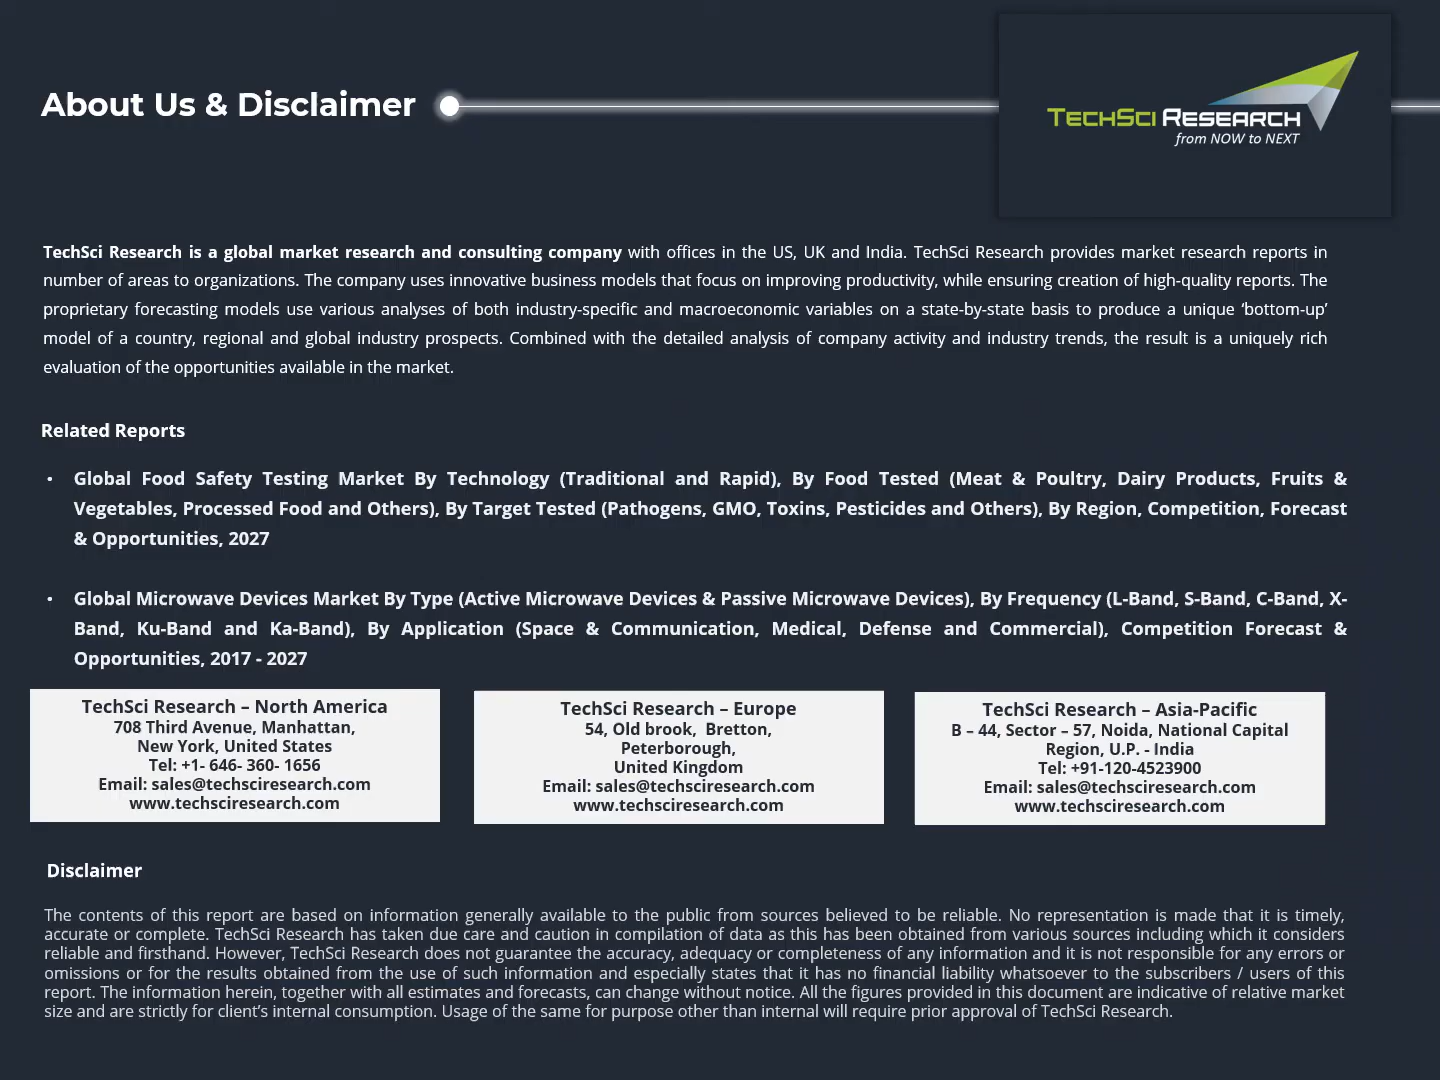 About Us & Disclaimer
TECHSCI RESEARCH
from NOW to NEXT
TechSci Research is a global market research and consulting company with offices in the US, UK and India. TechSci Research provides market research reports in
number of areas to organizations. The company uses innovative business models that focus on improving productivity, while ensuring creation of high-quality reports. The
proprietary forecasting models use various analyses of both industry-specific and macroeconomic variables on a state-by-state basis to produce a unique ‘bottom-up’
model of a country, regional and global industry prospects. Combined with the detailed analysis of company activity and industry trends, the result is a uniquely rich
evaluation of the opportunities available in the market.
Related Reports
• Global Food Safety Testing Market By Technology (Traditional and Rapid), By Food Tested (Meat & Poultry, Dairy Products, Fruits &
Vegetables, Processed Food and Others), By Target Tested (Pathogens, GMO, Toxins, Pesticides and Others), By Region, Competition, Forecast
& Opportunities, 2027
• Global Microwave Devices Market By Type (Active Microwave Devices & Passive Microwave Devices), By Frequency (L-Band, S-Band, C-Band, X-
Band, Ku-Band and Ka-Band), By Application (Space & Communication, Medical, Defense and Commercial), Competition Forecast &
Opportunities, 2017 - 2027
TechSci Research – North America
708 Third Avenue, Manhattan,
New York, United States
Tel: +1- 646- 360- 1656
Email: sales@techsciresearch.com
www.techsciresearch.com
TechSci Research – Europe
54, Old brook, Bretton,
Peterborough,
United Kingdom
Email: sales@techsciresearch.com
www.techsciresearch.com
TechSci Research – Asia-Pacific
B – 44, Sector – 57, Noida, National Capital
Region, U.P. - India
Tel: +91-120-4523900
Email: sales@techsciresearch.com
www.techsciresearch.com
Disclaimer
The contents of this report are based on information generally available to the public from sources believed to be reliable. No representation is made that it is timely,
accurate or complete. TechSci Research has taken due care and caution in compilation of data as this has been obtained from various sources including which it considers
reliable and firsthand. However, TechSci Research does not guarantee the accuracy, adequacy or completeness of any information and it is not responsible for any errors or
omissions or for the results obtained from the use of such information and especially states that it has no financial liability whatsoever to the subscribers / users of this
report. The information herein, together with all estimates and forecasts, can change without notice. All the figures provided in this document are indicative of relative market
size and are strictly for client’s internal consumption. Usage of the same for purpose other than internal will require prior approval of TechSci Research.